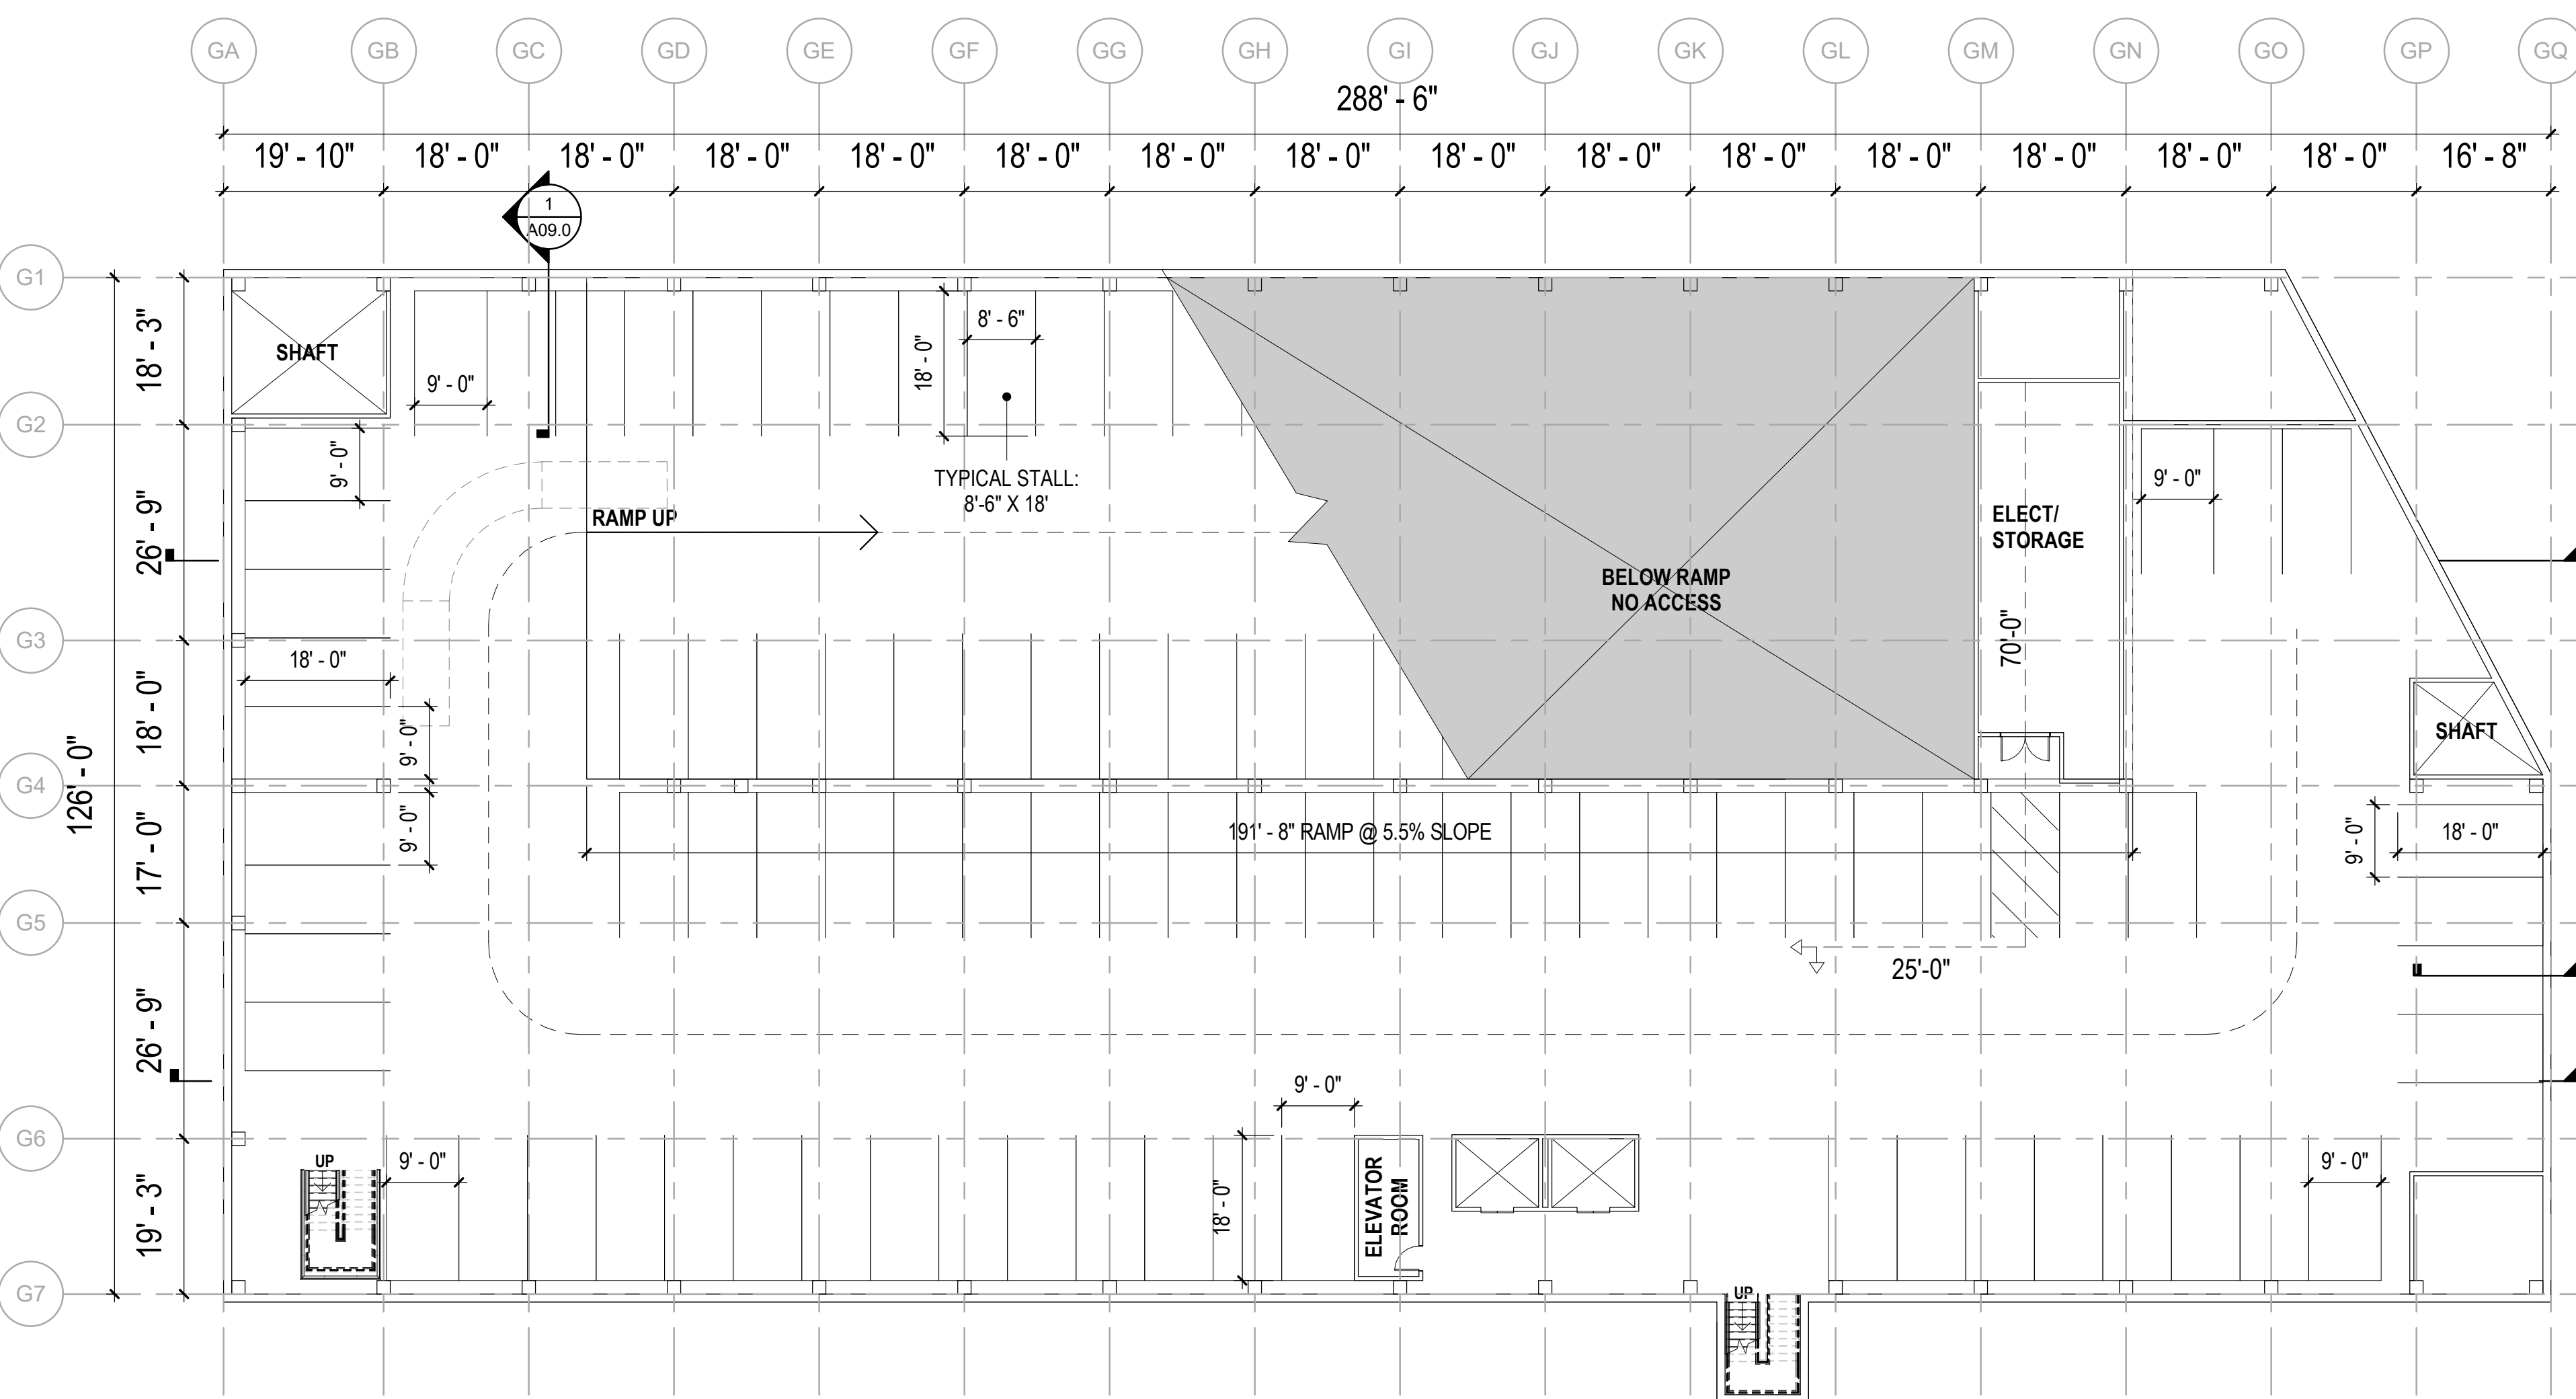 GA GB GC GD GE GF GG GH GI GJ GK GL GM GN GO GP GQ
288' - 6"
19' - 10" 18' - 0" 18' - 0" 18' - 0" 18' - 0" 18' - 0" 18' - 0" 18' - 0" 18' - 0" 18' - 0" 18' - 0" 18' - 0" 18' - 0" 18' - 0" 18' - 0" 16' - 8"
1
A09.0
G1
18' - 3"
8' - 6"
18' - 0"
SHAFT
9' - 0"
G2
9' - 0"
TYPICAL STALL:
8'-6" X 18'
9' - 0"
26' - 9"
RAMP UP
ELECT/
STORAGE
BELOW RAMP
NO ACCESS
G3
70'-0"
18' - 0"
18' - 0"
9' - 0"
SHAFT
126' - 0"
G4
9' - 0"
17' - 0"
191' - 8" RAMP @ 5.5% SLOPE
9' - 0"
18' - 0"
G5
25'-0"
26' - 9"
9' - 0"
G6
UP
9' - 0"
18' - 0"
ELEVATOR
ROOM
9' - 0"
19' - 3"
G7
UP